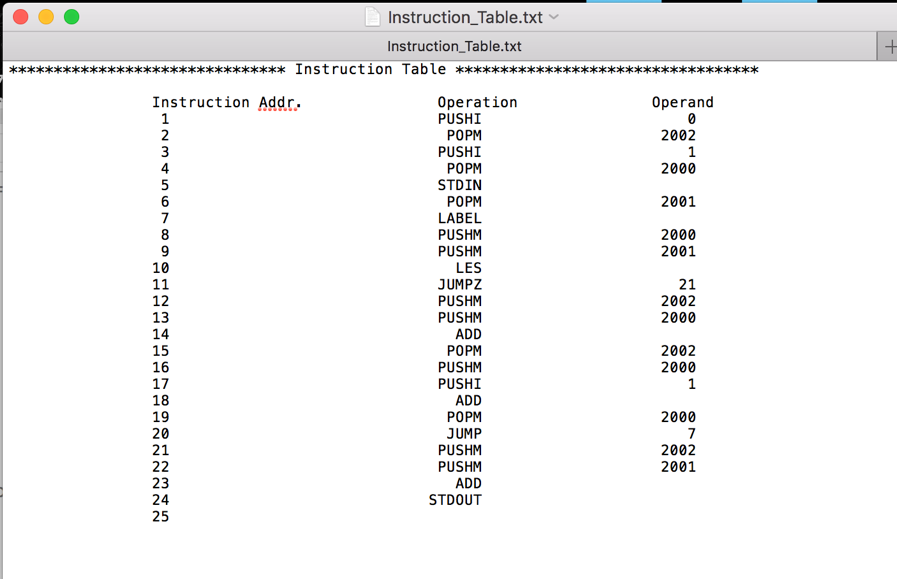 Instruction_Table.txt
Instruction_Table.txt
******************************* Instruction Table **********************************
Instruction Addr. Operation Operand
1 PUSHI 0
2 POPM 2002
3 PUSHI 1
4 POPM 2000
5 STDIN
6 POPM 2001
7 LABEL
8 PUSHM 2000
9 PUSHM 2001
10 LES
11 JUMPZ 21
12 PUSHM 2002
13 PUSHM 2000
14 ADD
15 POPM 2002
16 PUSHM 2000
17 PUSHI 1
18 ADD
19 POPM 2000
20 JUMP 7
21 PUSHM 2002
22 PUSHM 2001
23 ADD
24 STDOUT
25